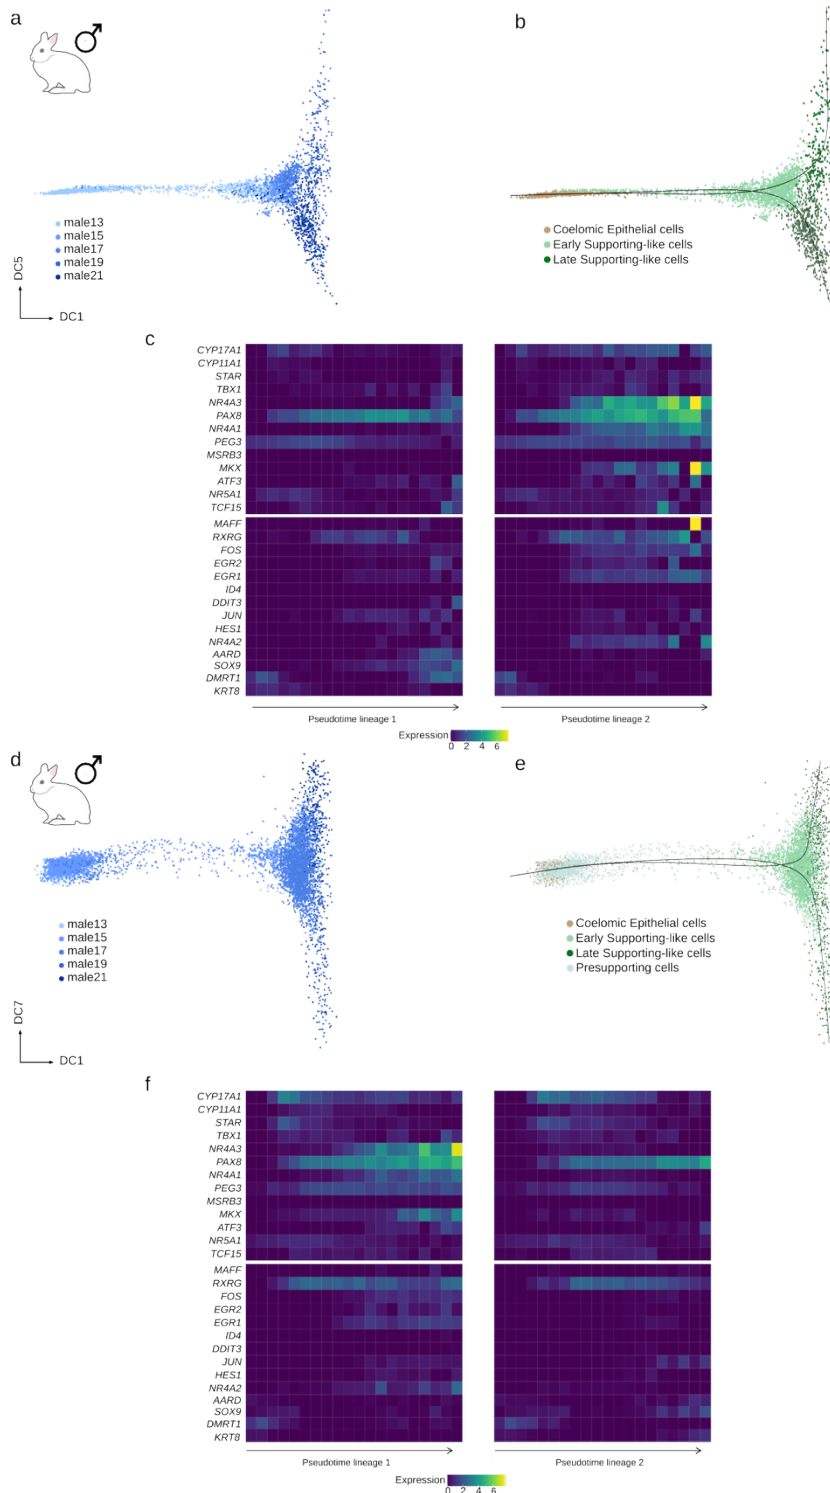 a
b
male13
male15
male17
male19
male21
Coelomic Epithelial cells
Early Supporting-like cells
Late Supporting-like cells
DC5
DC1
c
CYP17A1
CYP11A1
STAR
TBX1
NR4A3
PAX8
NR4A1
PEG3
MSRB3
MKX
ATF3
NR5A1
TCF15
MAFF
RXRG
FOS
EGR2
EGR1
ID4
DDIT3
JUN
HES1
NR4A2
AARD
SOX9
DMRT1
KRT8
Pseudotime lineage 1
Pseudotime lineage 2
Expression
0 2 4 6
d
e
male13
male15
male17
male19
male21
Coelomic Epithelial cells
Early Supporting-like cells
Late Supporting-like cells
Presupporting cells
DC7
DC1
f
CYP17A1
CYP11A1
STAR
TBX1
NR4A3
PAX8
NR4A1
PEG3
MSRB3
MKX
ATF3
NR5A1
TCF15
MAFF
RXRG
FOS
EGR2
EGR1
ID4
DDIT3
JUN
HES1
NR4A2
AARD
SOX9
DMRT1
KRT8
Pseudotime lineage 1
Pseudotime lineage 2
Expression
0 2 4 6